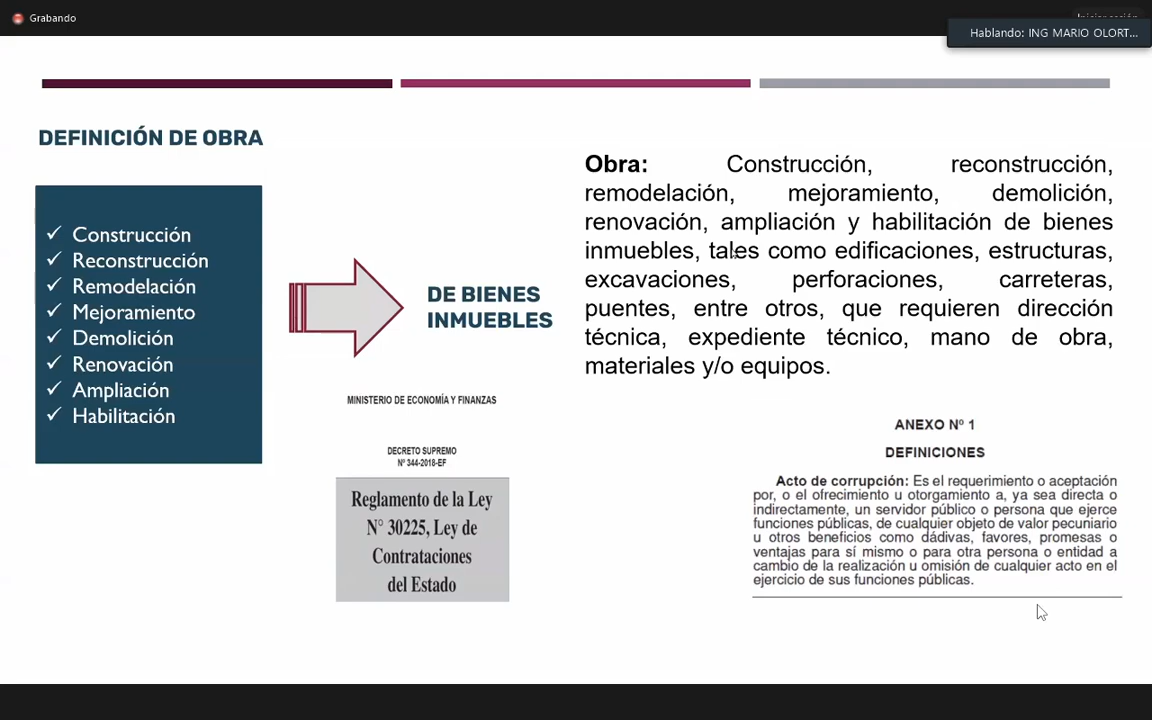 Grabando
Iniciar sesión
Hablando: ING MARIO OLORT...
DEFINICIÓN DE OBRA
✓ Construcción
✓ Reconstrucción
✓ Remodelación
✓ Mejoramiento
✓ Demolición
✓ Renovación
✓ Ampliación
✓ Habilitación
DE BIENES
INMUEBLES
MINISTERIO DE ECONOMÍA Y FINANZAS
DECRETO SUPREMO
Nº 344-2018-EF
Reglamento de la Ley
N° 30225, Ley de
Contrataciones
del Estado
Obra: Construcción, reconstrucción,
remodelación, mejoramiento, demolición,
renovación, ampliación y habilitación de bienes
inmuebles, tales como edificaciones, estructuras,
excavaciones, perforaciones, carreteras,
puentes, entre otros, que requieren dirección
técnica, expediente técnico, mano de obra,
materiales y/o equipos.
ANEXO Nº 1
DEFINICIONES
Acto de corrupción: Es el requerimiento o aceptación
por, o el ofrecimiento u otorgamiento a, ya sea directa o
indirectamente, un servidor público o persona que ejerce
funciones públicas, de cualquier objeto de valor pecuniario
u otros beneficios como dádivas, favores, promesas o
ventajas para sí mismo o para otra persona o entidad a
cambio de la realización u omisión de cualquier acto en el
ejercicio de sus funciones públicas.